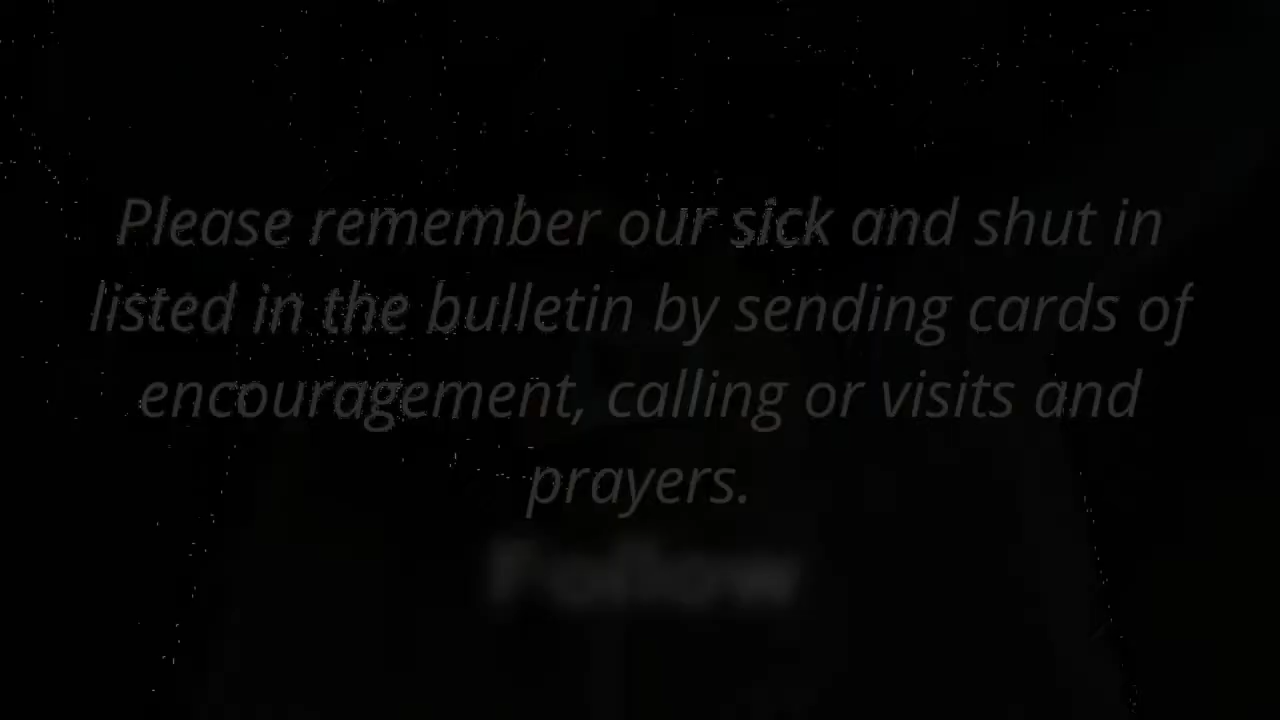 Please remember our sick and shut in
listed in the bulletin by sending cards of
encouragement, calling or visits and
prayers.
Follow